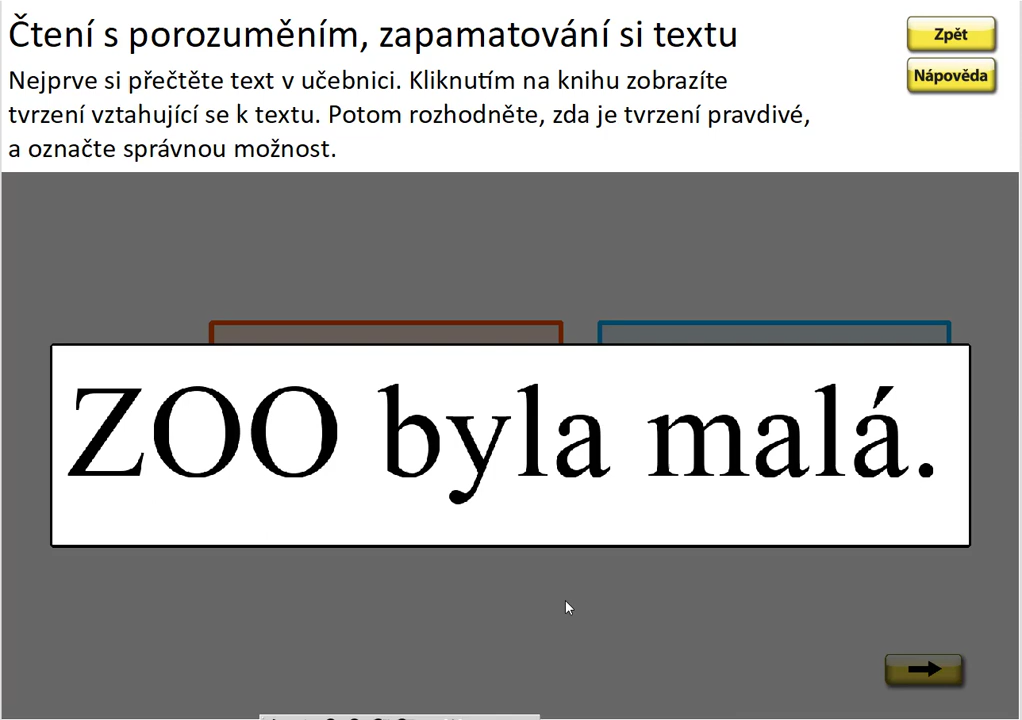 Čtení s porozuměním, zapamatování si textu
Zpět
Nápověda
Nejprve si přečtěte text v učebnici. Kliknutím na knihu zobrazíte
tvrzení vztahující se k textu. Potom rozhodněte, zda je tvrzení pravdivé,
a označte správnou možnost.
ZOO byla malá.